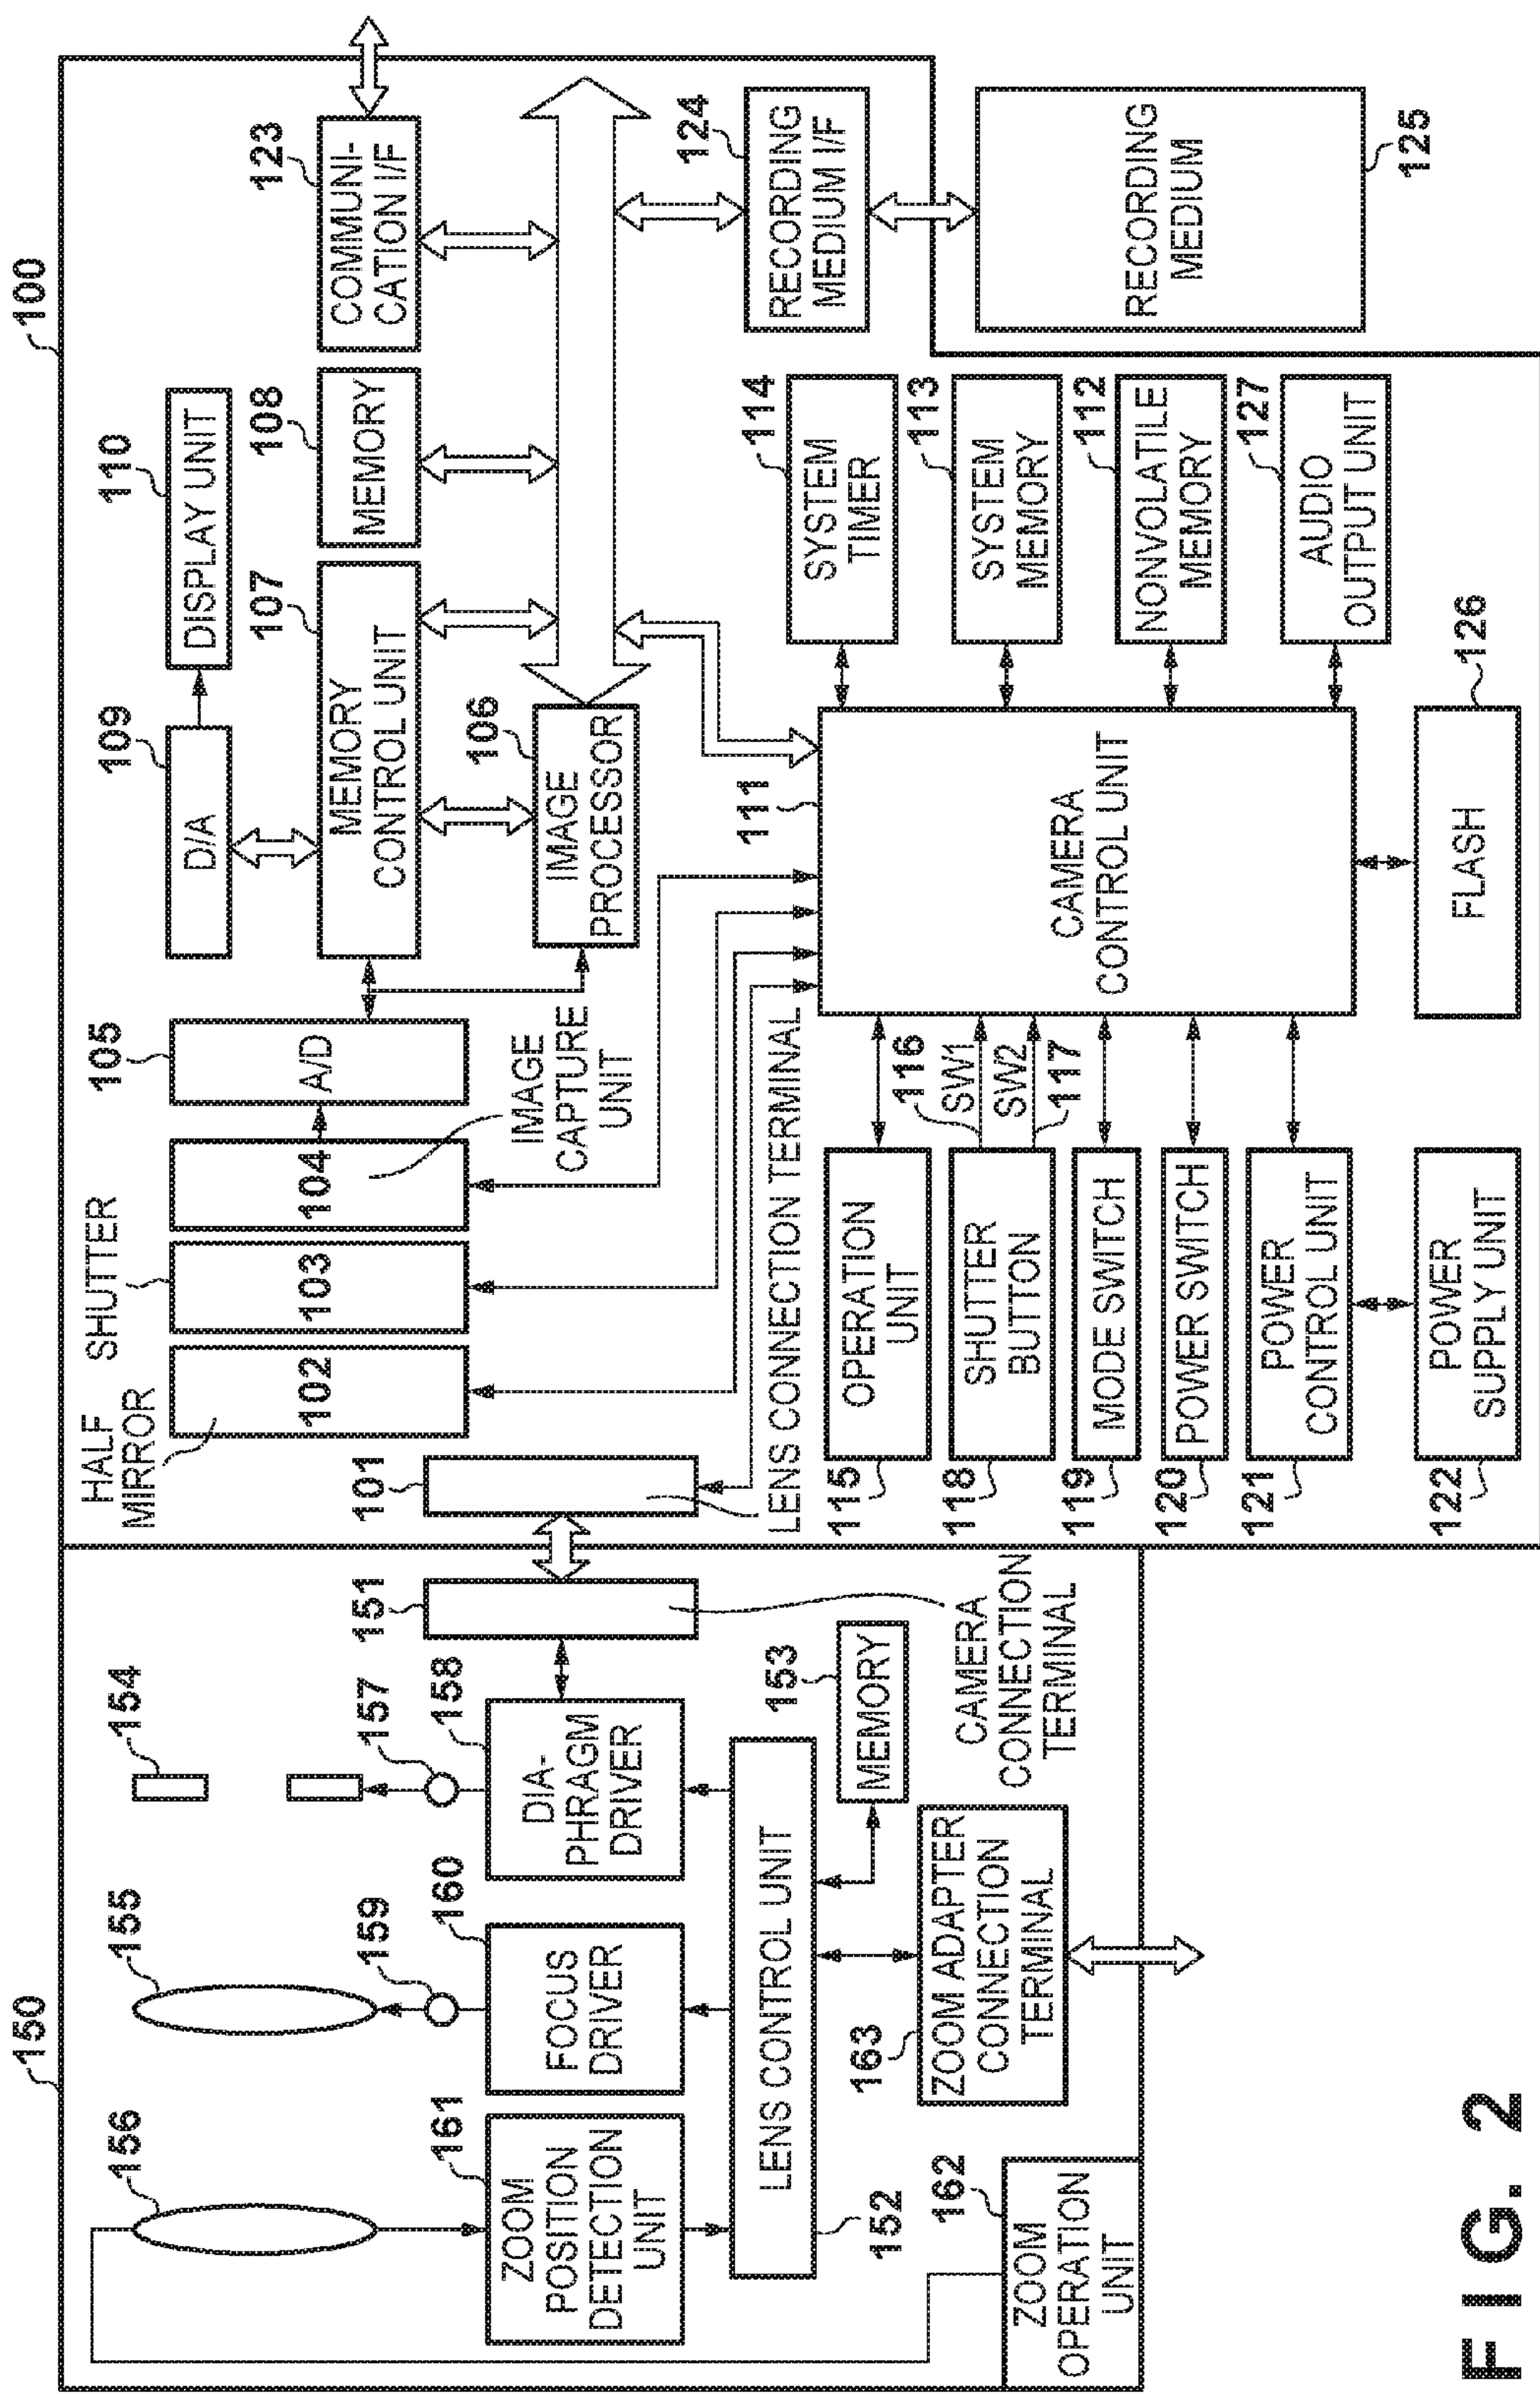 150
156
155
154
161
ZOOM
POSITION
DETECTION
UNIT
160
159
FOCUS
DRIVER
158
157
DIA-
PHRAGM
DRIVER
151
LENS CONTROL UNIT
152
153
MEMORY
CAMERA
CONNECTION
TERMINAL
163
ZOOM ADAPTER
CONNECTION
TERMINAL
162
ZOOM
OPERATION
UNIT
100
HALF
MIRROR
SHUTTER
102
103
104
101
105
A/D
IMAGE
CAPTURE
UNIT
LENS CONNECTION TERMINAL
109
D/A
110
DISPLAY UNIT
107
MEMORY
CONTROL UNIT
108
MEMORY
123
COMMUNI-
CATION I/F
106
IMAGE
PROCESSOR
124
RECORDING
MEDIUM I/F
RECORDING
MEDIUM
125
111
CAMERA
CONTROL UNIT
114
SYSTEM
TIMER
113
SYSTEM
MEMORY
112
NONVOLATILE
MEMORY
127
AUDIO
OUTPUT UNIT
126
FLASH
115
OPERATION
UNIT
116
SW1
SW2
117
118
SHUTTER
BUTTON
119
MODE SWITCH
120
POWER SWITCH
121
POWER
CONTROL UNIT
122
POWER
SUPPLY UNIT
FIG. 2